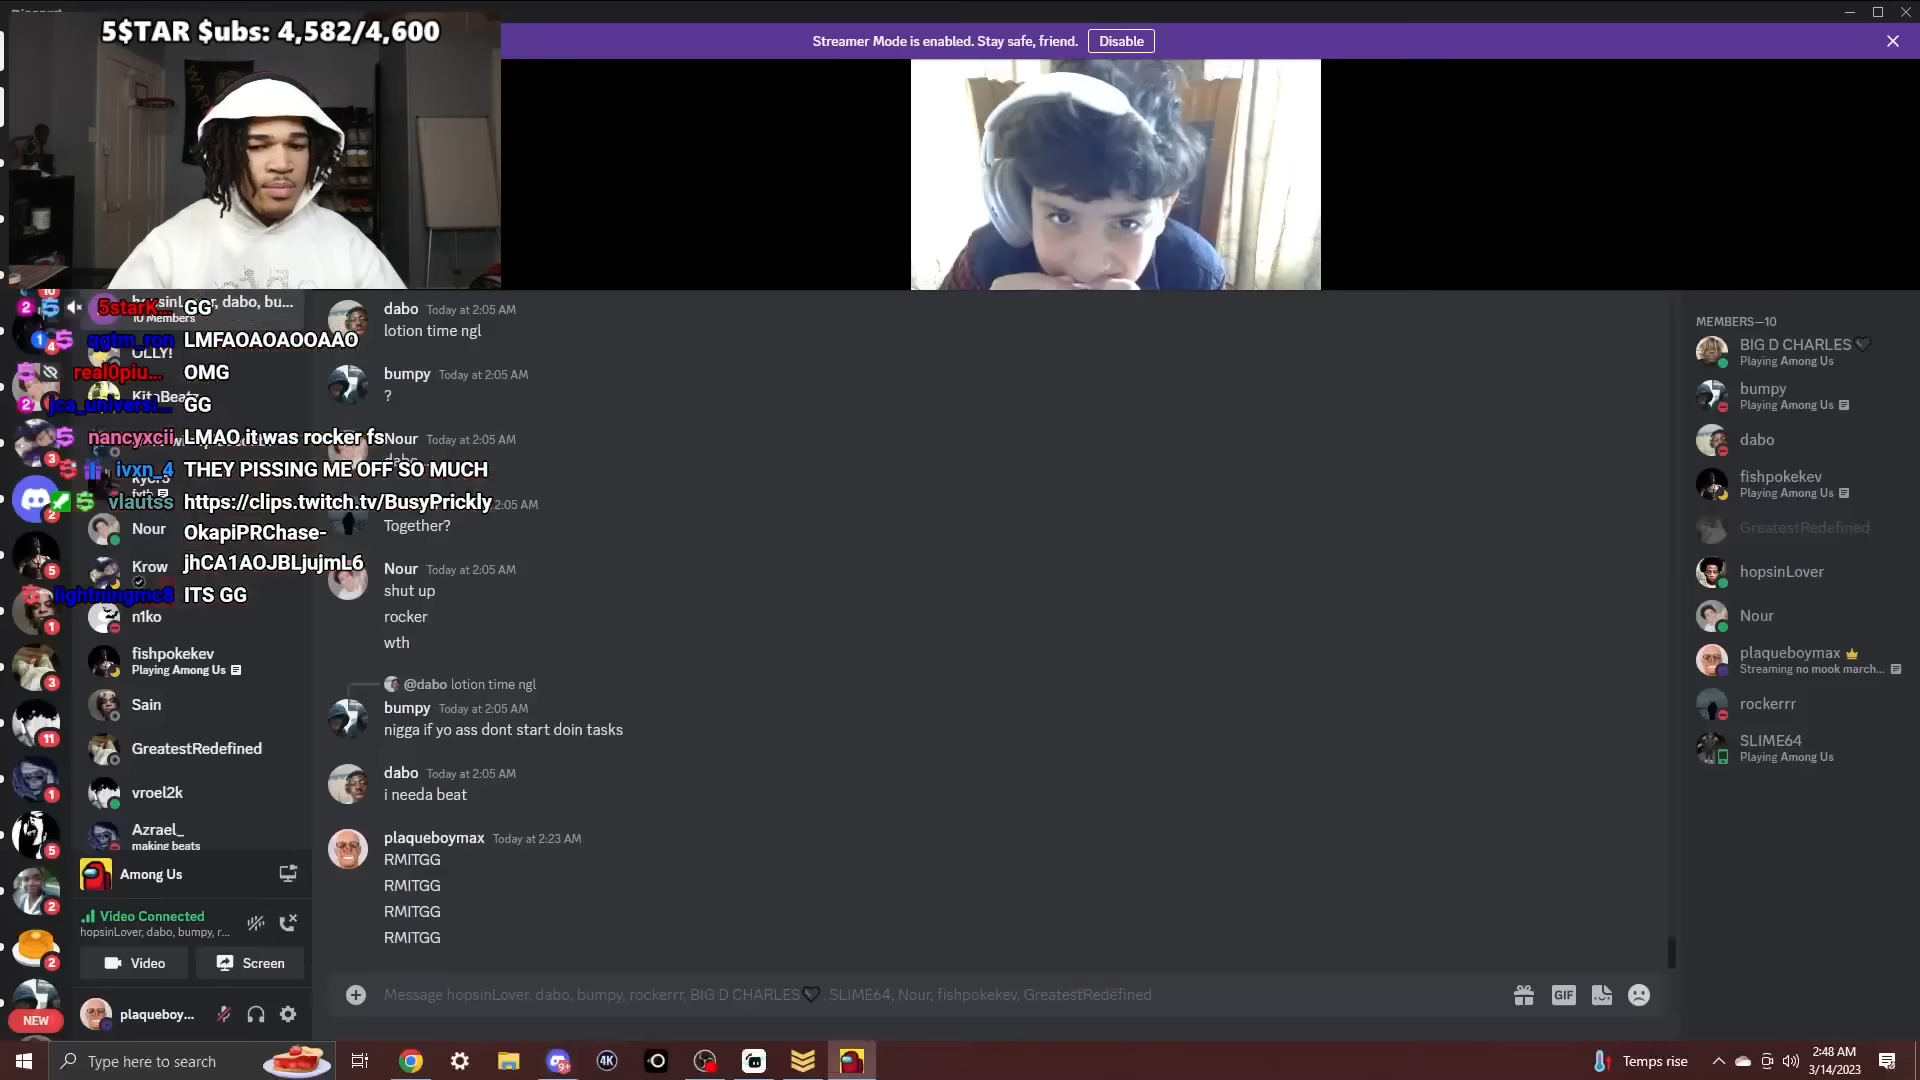 5$TAR $ubs: 4,582/4,600
Streamer Mode is enabled. Stay safe, friend.
Disable
5starK... GG
10 Members
LMFAOAOAOOAAO
OLLY!
OMG
jca_universi... GG
nancyxcii LMAO it was rocker fs
ivxn_4 THEY PISSING ME OFF SO MUCH
vlautss https://clips.twitch.tv/BusyPrickly
OkapiPRChase-
jhCA1AOJBLjujmL6
lightningmc8 ITS GG
Nour
Krow
n1ko
fishpokekev
Playing Among Us
Sain
GreatestRedefined
vroel2k
Azrael_
making beats
Among Us
Video Connected
hopsinLover, dabo, bumpy, r...
Video
Screen
NEW
plaqueboy...
dabo Today at 2:05 AM
lotion time ngl
bumpy Today at 2:05 AM
?
Nour Today at 2:05 AM
2:05 AM
Together?
Nour Today at 2:05 AM
shut up
rocker
wth
@dabo lotion time ngl
bumpy Today at 2:05 AM
nigga if yo ass dont start doin tasks
dabo Today at 2:05 AM
i needa beat
plaqueboymax Today at 2:23 AM
RMITGG
RMITGG
RMITGG
RMITGG
Message hopsinLover, dabo, bumpy, rockerrr, BIG D CHARLES🖤, SLIME64, Nour, fishpokekev, GreatestRedefined
GIF
MEMBERS—10
BIG D CHARLES🖤
Playing Among Us
bumpy
Playing Among Us
dabo
fishpokekev
Playing Among Us
GreatestRedefined
hopsinLover
Nour
plaqueboymax
Streaming no mook march...
rockerrr
SLIME64
Playing Among Us
Type here to search
4K
9+
Temps rise
2:48 AM
3/14/2023